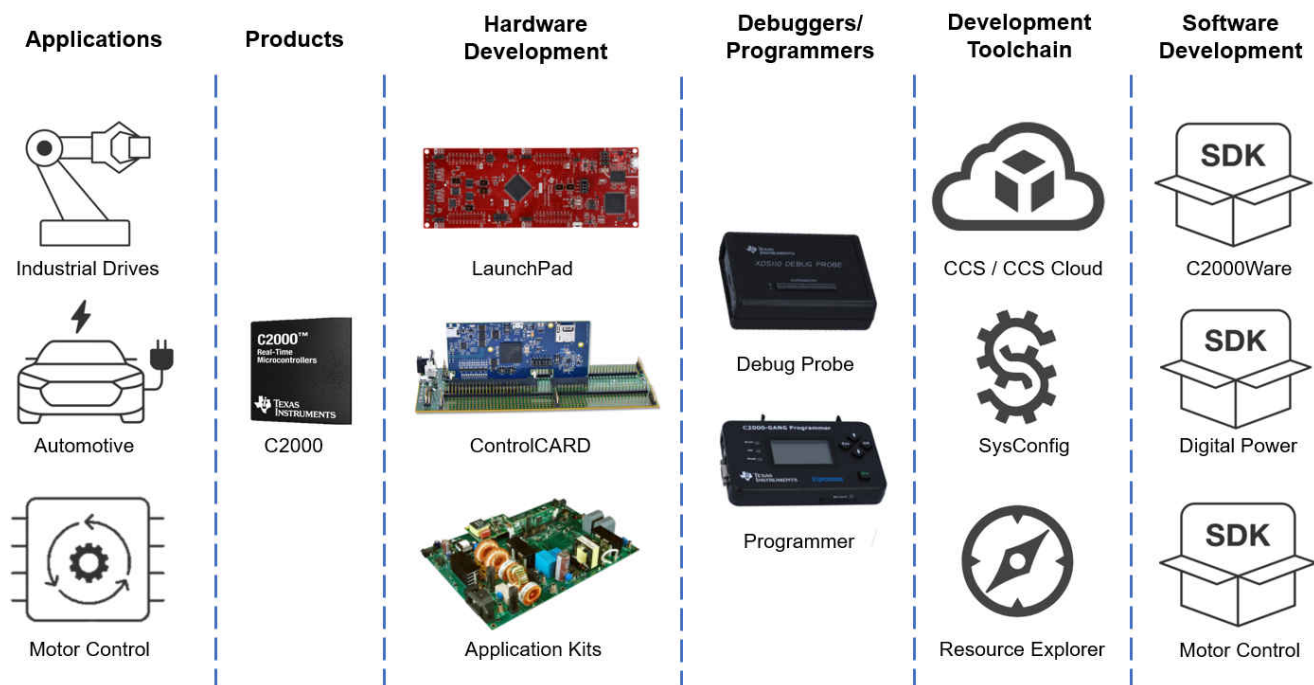 Applications
Products
Hardware
Development
Debuggers/
Programmers
Development
Toolchain
Software
Development
Industrial Drives
Automotive
Motor Control
C2000™
Real-Time
Microcontrollers
TEXAS
INSTRUMENTS
C2000
LaunchPad
ControlCARD
Application Kits
TEXAS
INSTRUMENTS
XDS110 DEBUG PROBE
Debug Probe
C2000-GANG Programmer
TEXAS
INSTRUMENTS
Programmer
CCS / CCS Cloud
SysConfig
Resource Explorer
SDK
C2000Ware
SDK
Digital Power
SDK
Motor Control